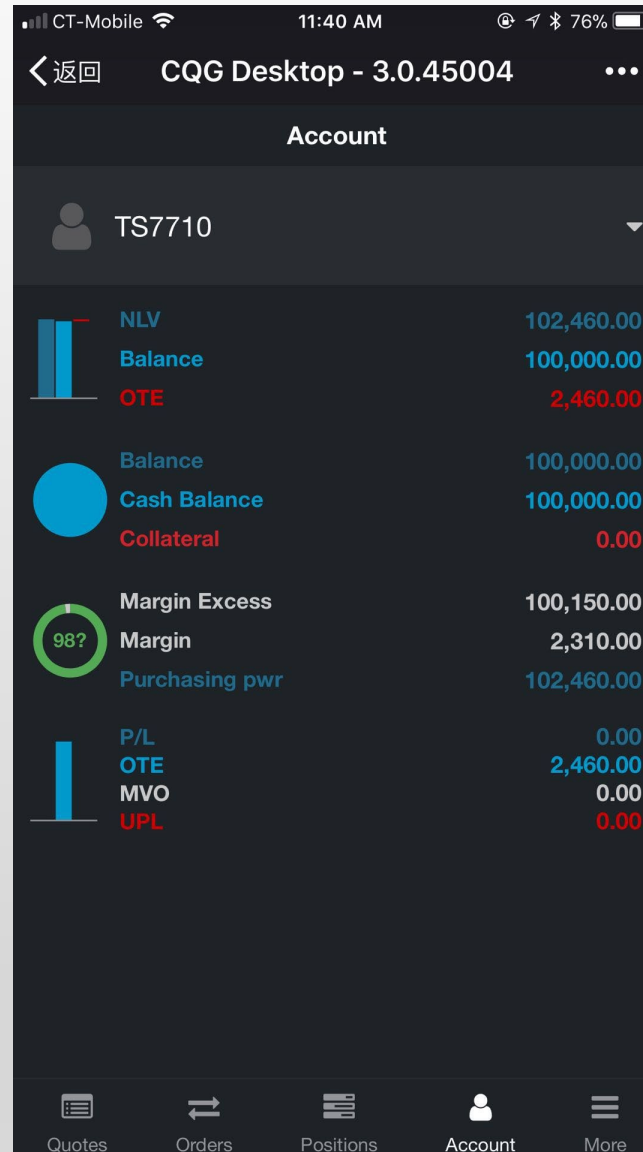 CT-Mobile 11:40 AM 76%
返回 CQG Desktop - 3.0.45004
Account
TS7710
NLV 102,460.00
Balance 100,000.00
OTE 2,460.00
Balance 100,000.00
Cash Balance 100,000.00
Collateral 0.00
98?
Margin Excess 100,150.00
Margin 2,310.00
Purchasing pwr 102,460.00
P/L 0.00
OTE 2,460.00
MVO 0.00
UPL 0.00
Quotes Orders Positions Account More